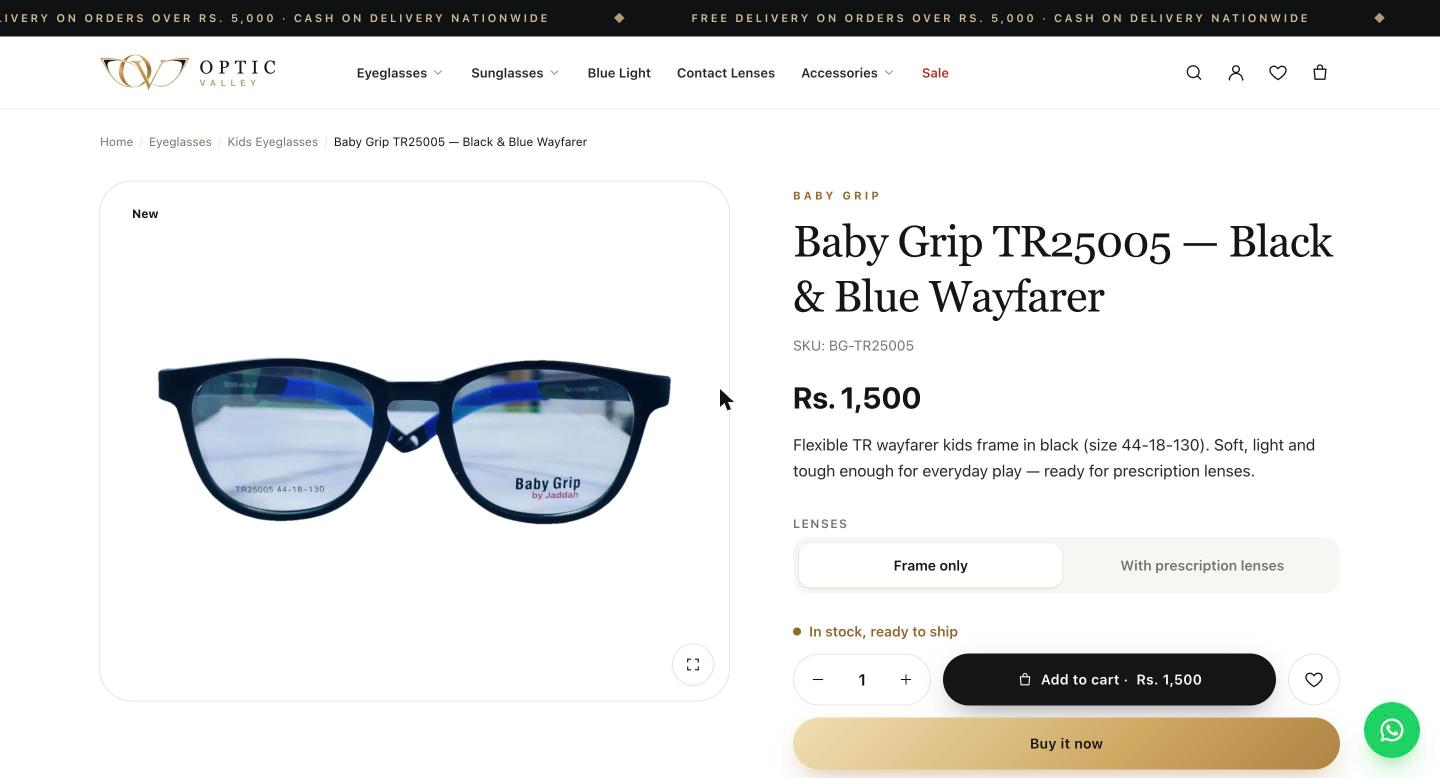 LIVERY ON ORDERS OVER RS. 5,000 · CASH ON DELIVERY NATIONWIDE ◆ FREE DELIVERY ON ORDERS OVER RS. 5,000 · CASH ON DELIVERY NATIONWIDE ◆
OPTIC
VALLEY
Eyeglasses Sunglasses Blue Light Contact Lenses Accessories Sale
Home / Eyeglasses / Kids Eyeglasses / Baby Grip TR25005 — Black & Blue Wayfarer
New
TR25005 44-18-130
Baby Grip
by Jaddah
BABY GRIP
Baby Grip TR25005 — Black
& Blue Wayfarer
SKU: BG-TR25005
Rs. 1,500
Flexible TR wayfarer kids frame in black (size 44-18-130). Soft, light and
tough enough for everyday play — ready for prescription lenses.
LENSES
Frame only With prescription lenses
In stock, ready to ship
− 1 +
Add to cart · Rs. 1,500
Buy it now